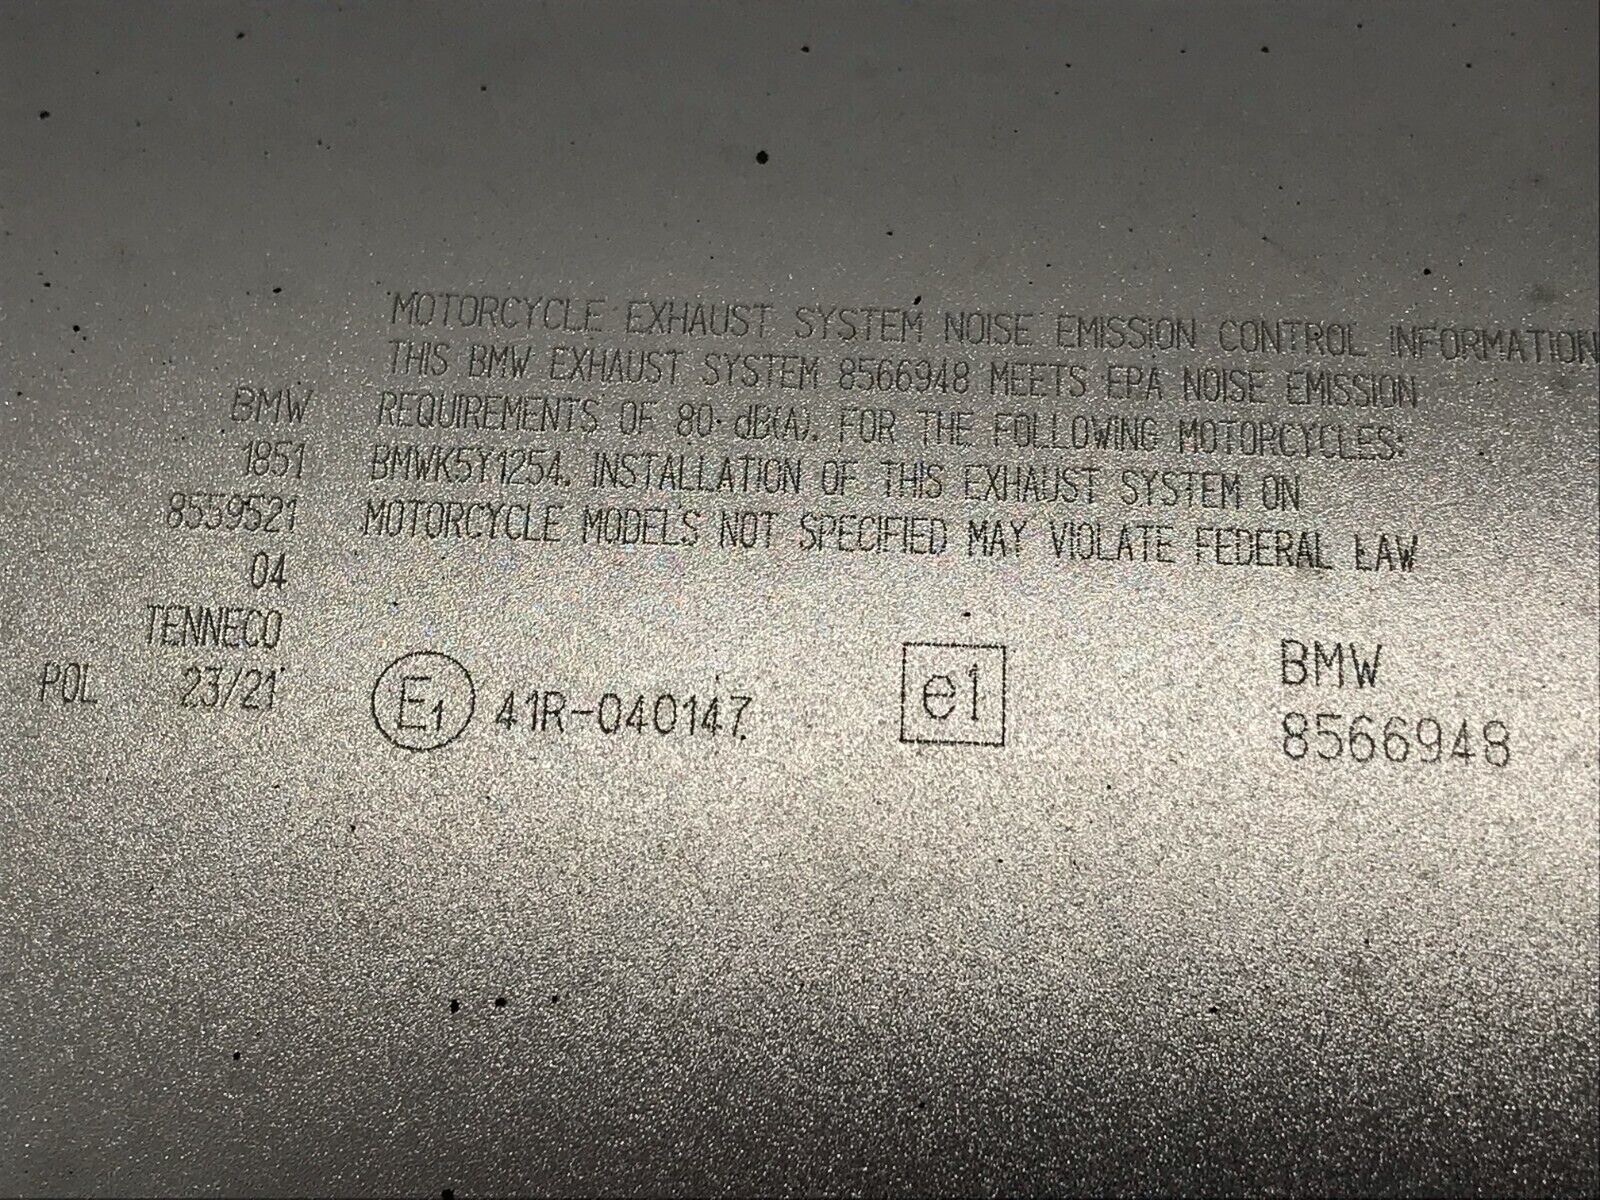 MOTORCYCLE EXHAUST SYSTEM NOISE EMISSION CONTROL INFORMATION
THIS BMW EXHAUST SYSTEM 8566948 MEETS EPA NOISE EMISSION
REQUIREMENTS OF 80 dB(A). FOR THE FOLLOWING MOTORCYCLES:
BMWK5Y1254. INSTALLATION OF THIS EXHAUST SYSTEM ON
MOTORCYCLE MODELS NOT SPECIFIED MAY VIOLATE FEDERAL LAW
BMW
1851
8559521
04
TENNECO
POL 23/21
E1 41R-040147
e1
BMW
8566948